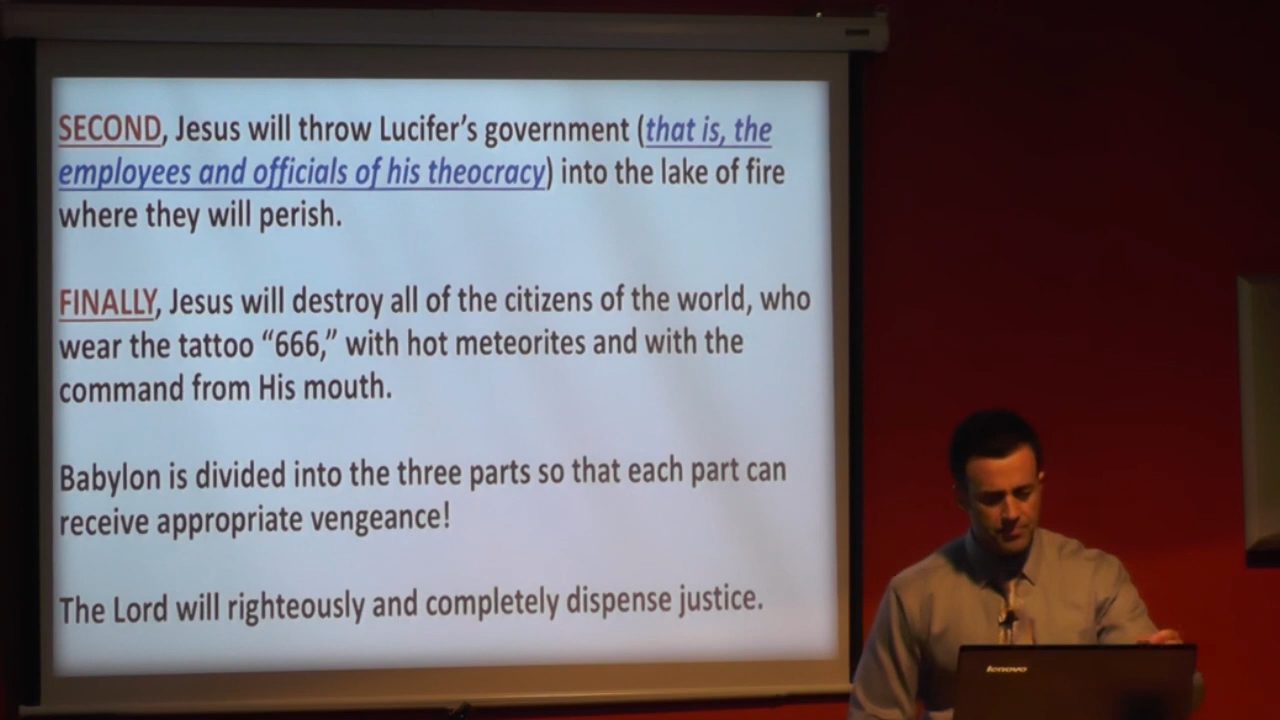 SECOND, Jesus will throw Lucifer's government (that is, the
employees and officials of his theocracy) into the lake of fire
where they will perish.
FINALLY, Jesus will destroy all of the citizens of the world, who
wear the tattoo “666,” with hot meteorites and with the
command from His mouth.
Babylon is divided into the three parts so that each part can
receive appropriate vengeance!
The Lord will righteously and completely dispense justice.
lenovo